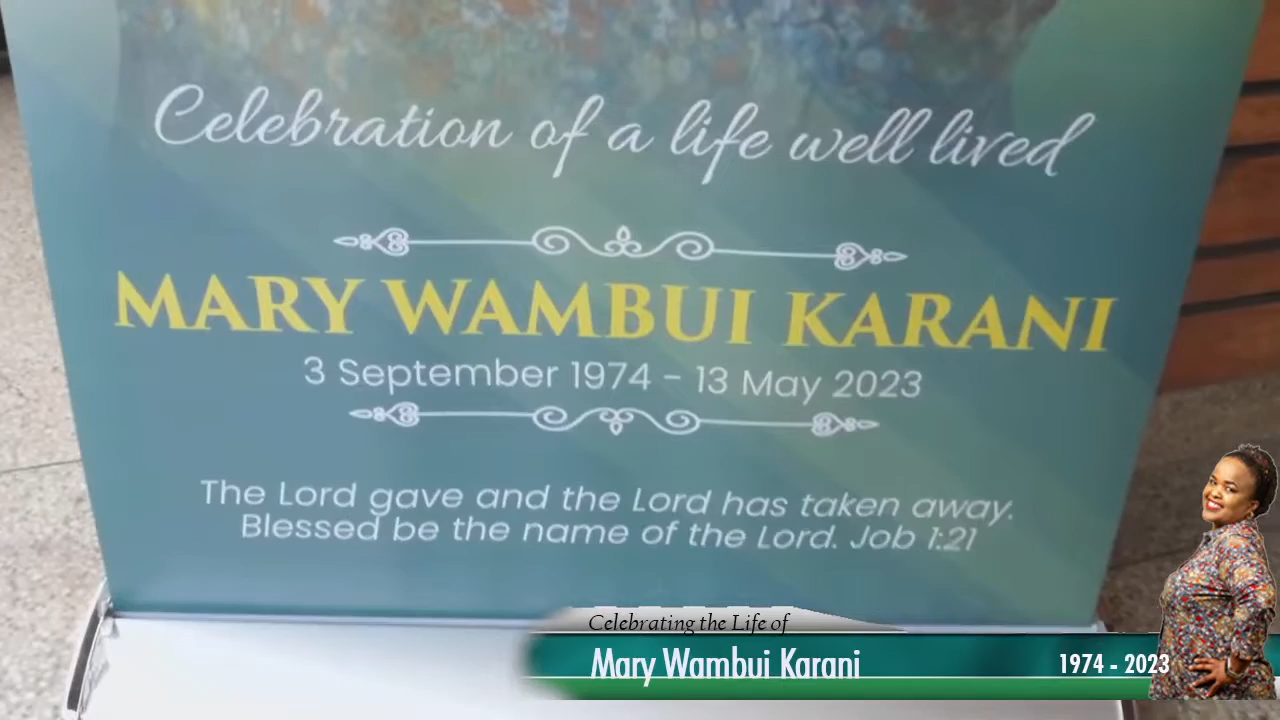 Celebration of a life well lived
MARY WAMBUI KARANI
3 September 1974 - 13 May 2023
The Lord gave and the Lord has taken away.
Blessed be the name of the Lord. Job 1:21
Celebrating the Life of
Mary Wambui Karani
1974 - 2023